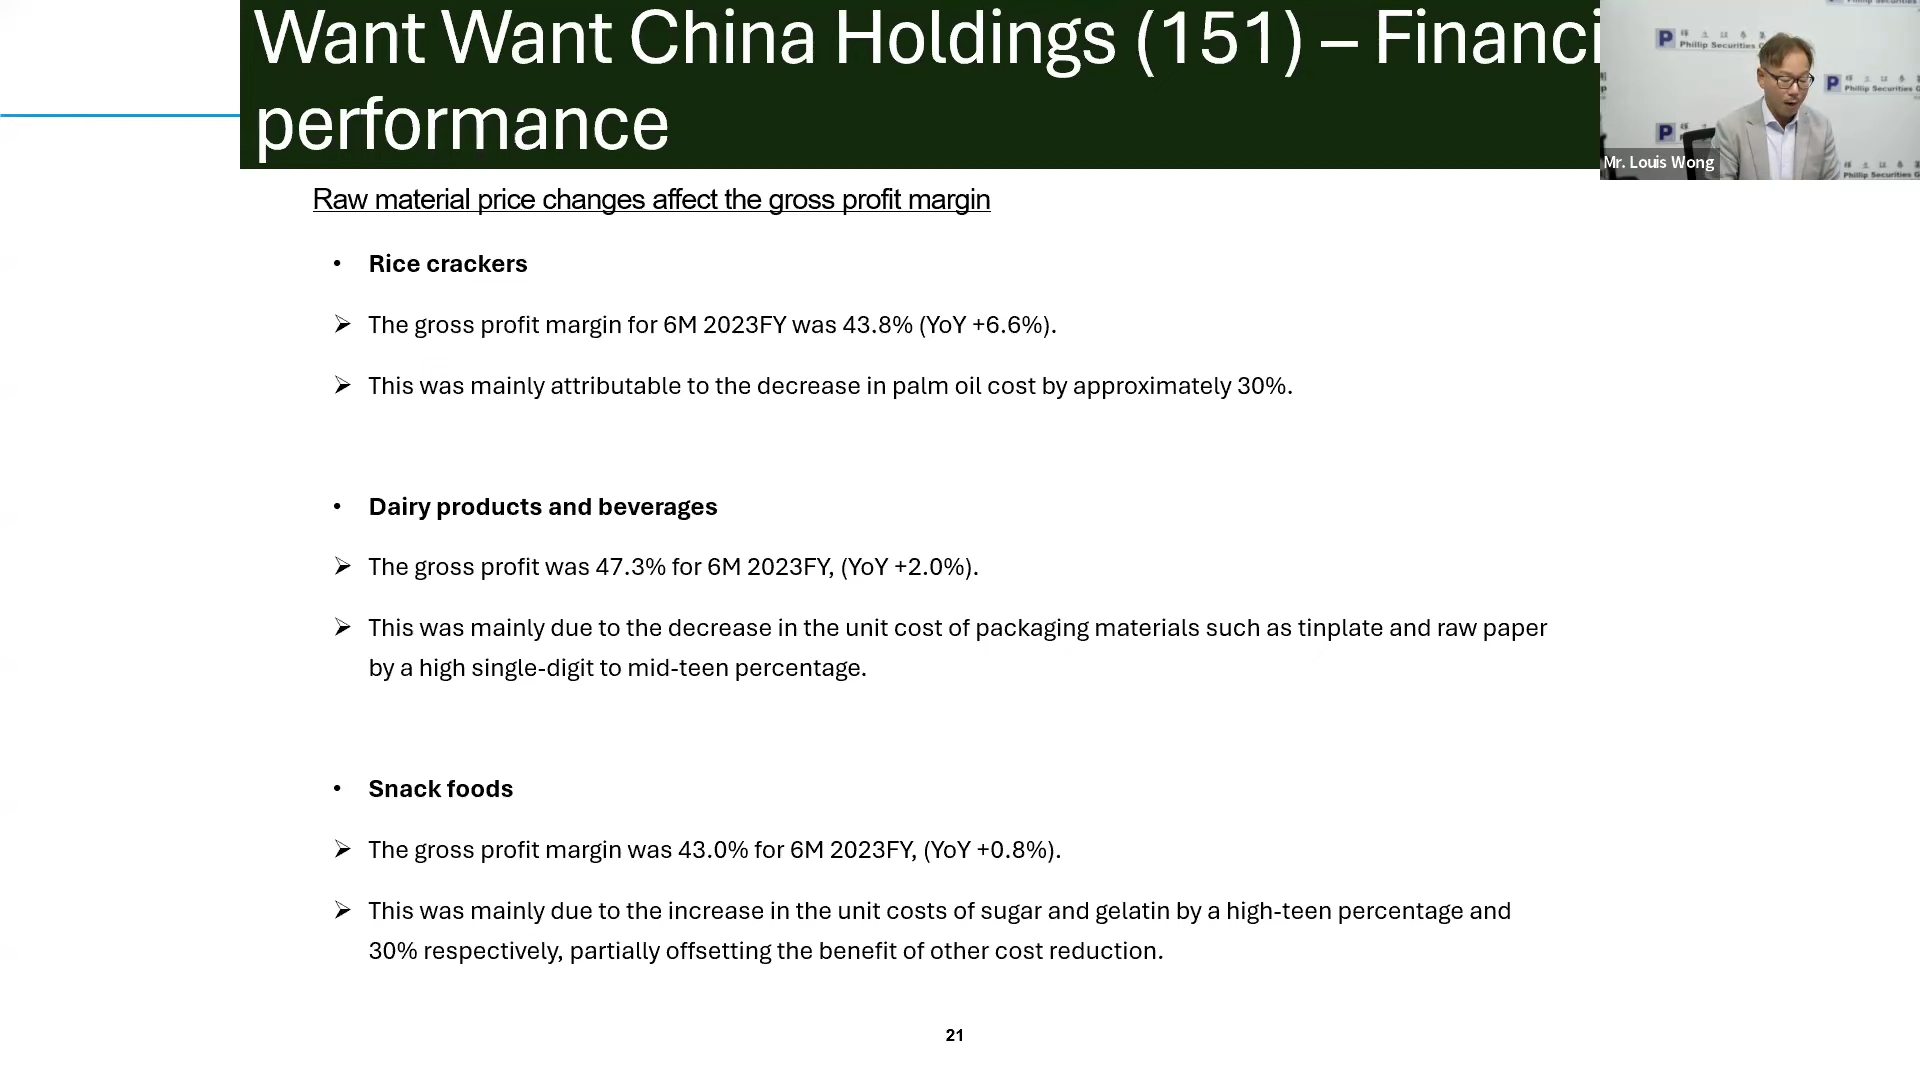 Want Want China Holdings (151) – Financi
performance
Phillip Securities
Phillip Securities G
Phillip Securities G
Mr. Louis Wong
Raw material price changes affect the gross profit margin
• Rice crackers
➢ The gross profit margin for 6M 2023FY was 43.8% (YoY +6.6%).
➢ This was mainly attributable to the decrease in palm oil cost by approximately 30%.
• Dairy products and beverages
➢ The gross profit was 47.3% for 6M 2023FY, (YoY +2.0%).
➢ This was mainly due to the decrease in the unit cost of packaging materials such as tinplate and raw paper
by a high single-digit to mid-teen percentage.
• Snack foods
➢ The gross profit margin was 43.0% for 6M 2023FY, (YoY +0.8%).
➢ This was mainly due to the increase in the unit costs of sugar and gelatin by a high-teen percentage and
30% respectively, partially offsetting the benefit of other cost reduction.
21